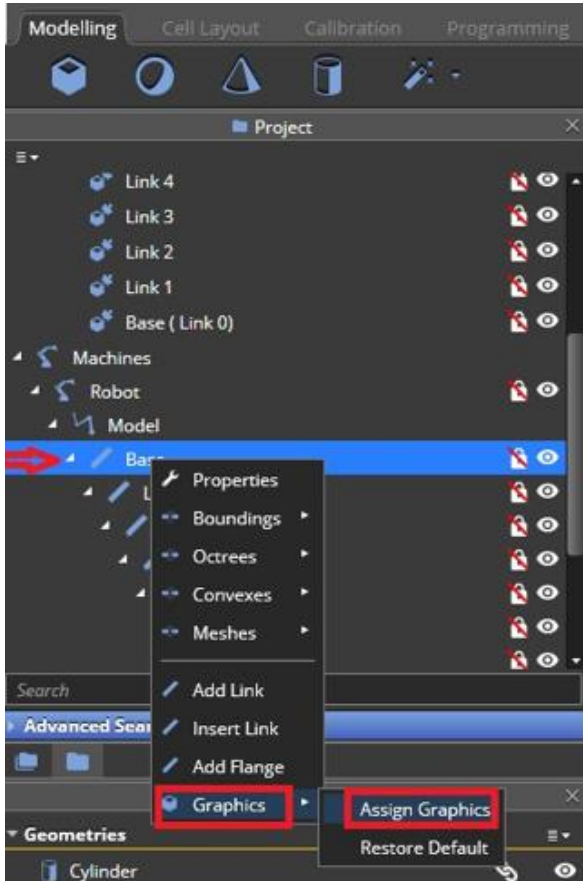 Modelling Cell Layout Calibration Programming
Project
Link 4
Link 3
Link 2
Link 1
Base ( Link 0)
Machines
Robot
Model
Properties
Boundings
Octrees
Convexes
Meshes
Search
Add Link
Advanced
Insert Link
Add Flange
Graphics
Assign Graphics
Geometries
Restore Default
Cylinder